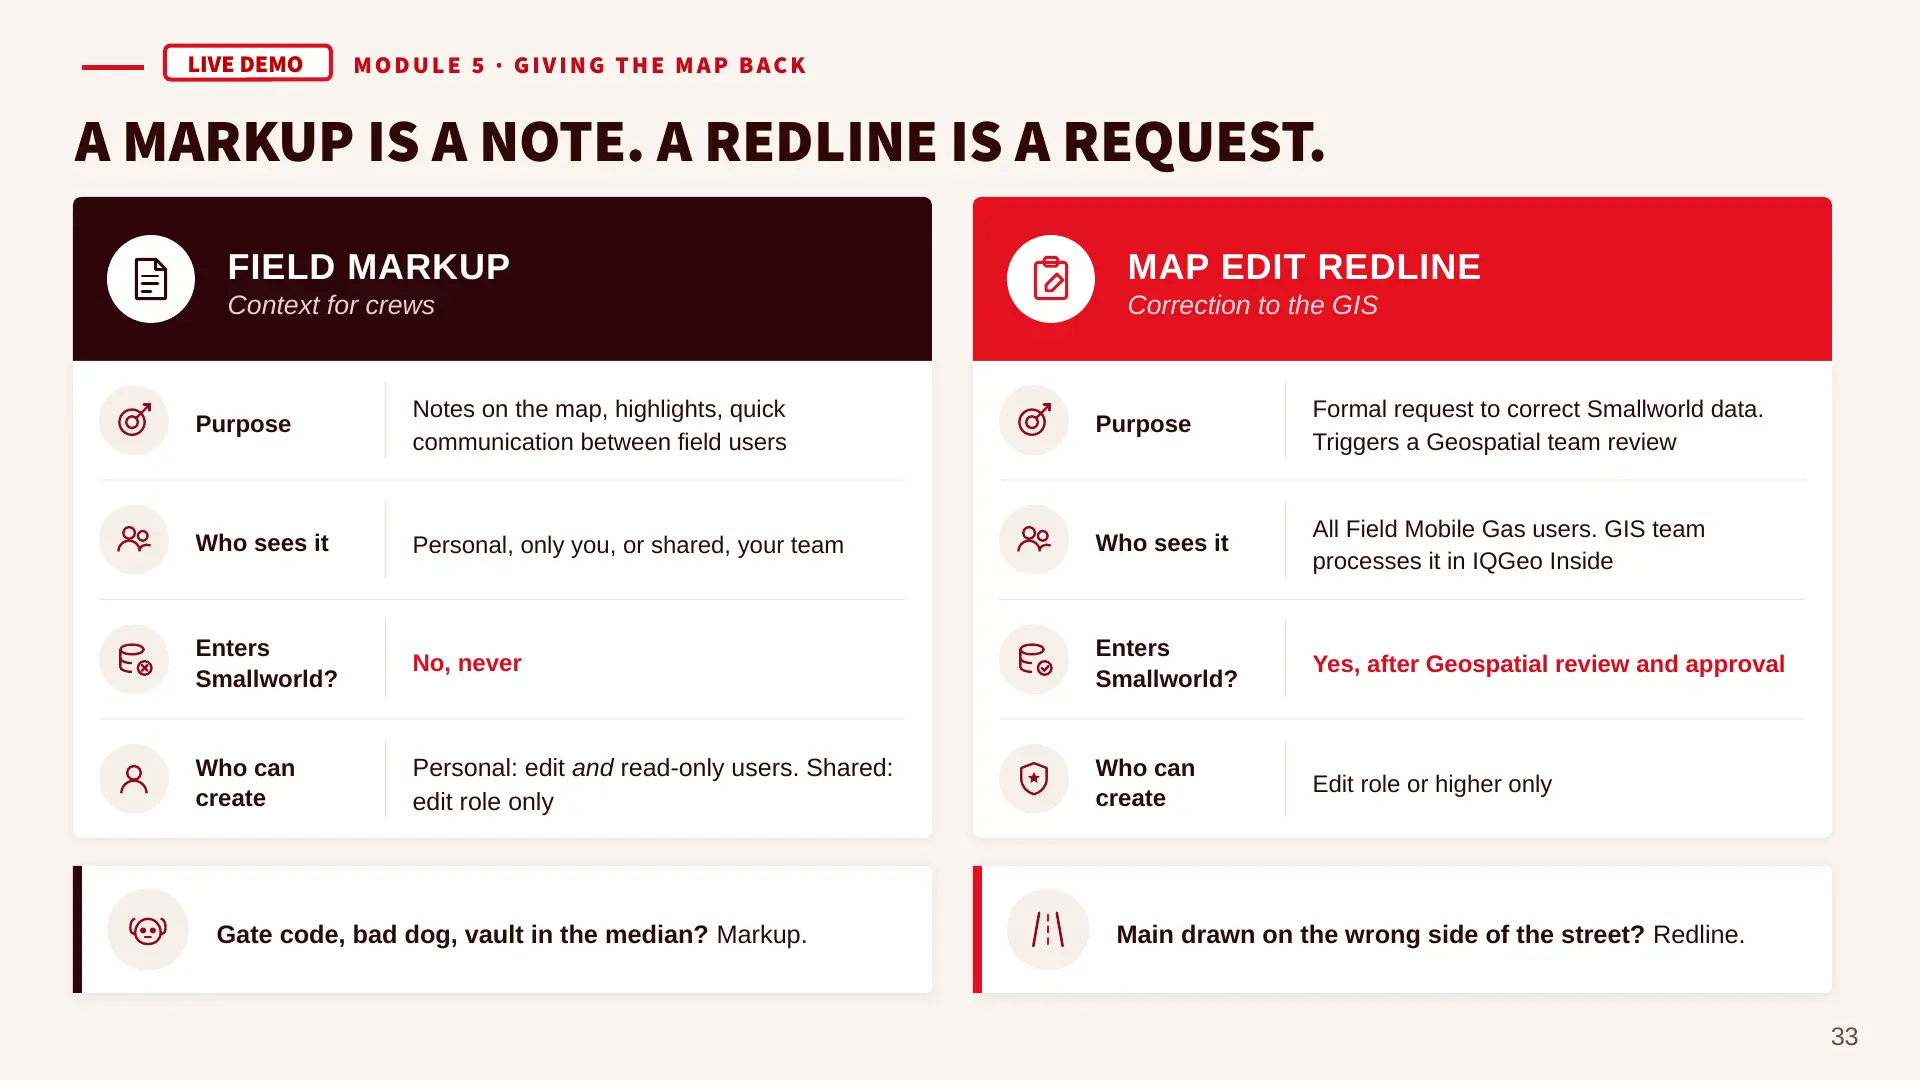 LIVE DEMO
MODULE 5 · GIVING THE MAP BACK
A MARKUP IS A NOTE. A REDLINE IS A REQUEST.
FIELD MARKUP
Context for crews
Purpose
Notes on the map, highlights, quick
communication between field users
Who sees it
Personal, only you, or shared, your team
Enters
Smallworld?
No, never
Who can
create
Personal: edit and read-only users. Shared:
edit role only
Gate code, bad dog, vault in the median? Markup.
MAP EDIT REDLINE
Correction to the GIS
Purpose
Formal request to correct Smallworld data.
Triggers a Geospatial team review
Who sees it
All Field Mobile Gas users. GIS team
processes it in IQGeo Inside
Enters
Smallworld?
Yes, after Geospatial review and approval
Who can
create
Edit role or higher only
Main drawn on the wrong side of the street? Redline.
33